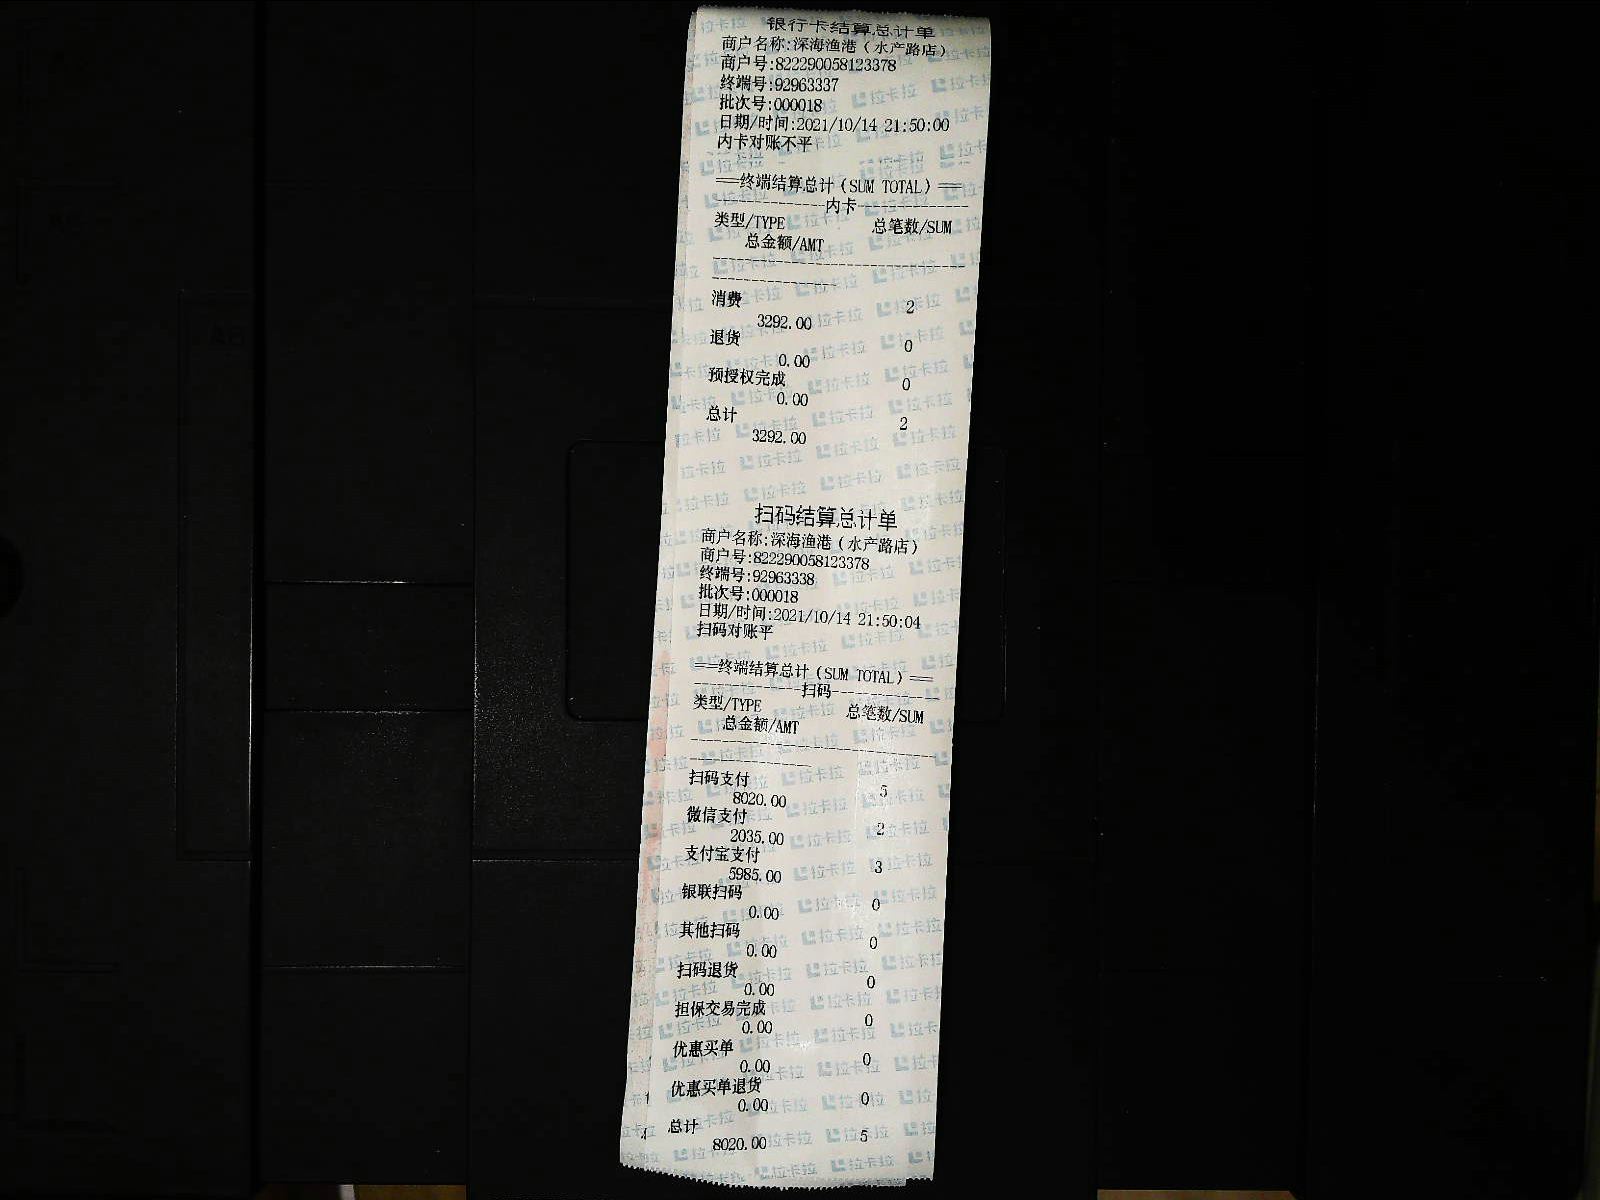 银行卡结算总计单
商户名称:深海渔港(水产路店)
商户号:822290058123378
终端号:92963337
批次号:000018
日期/时间:2021/10/14 21:50:00
内卡对账不平
===终端结算总计(SUM TOTAL)===
内卡
类型/TYPE 总笔数/SUM
总金额/AMT
消费 2
3292.00
退货 0
0.00
预授权完成 0
0.00
总计 2
3292.00
扫码结算总计单
商户名称:深海渔港(水产路店)
商户号:822290058123378
终端号:92963338
批次号:000018
日期/时间:2021/10/14 21:50:04
扫码对账平
===终端结算总计(SUM TOTAL)===
扫码
类型/TYPE 总笔数/SUM
总金额/AMT
扫码支付 5
8020.00
微信支付 2
2035.00
支付宝支付 3
5985.00
银联扫码 0
0.00
其他扫码 0
0.00
扫码退货 0
0.00
担保交易完成 0
0.00
优惠买单 0
0.00
优惠买单退货 0
0.00
总计 5
8020.00
拉卡拉